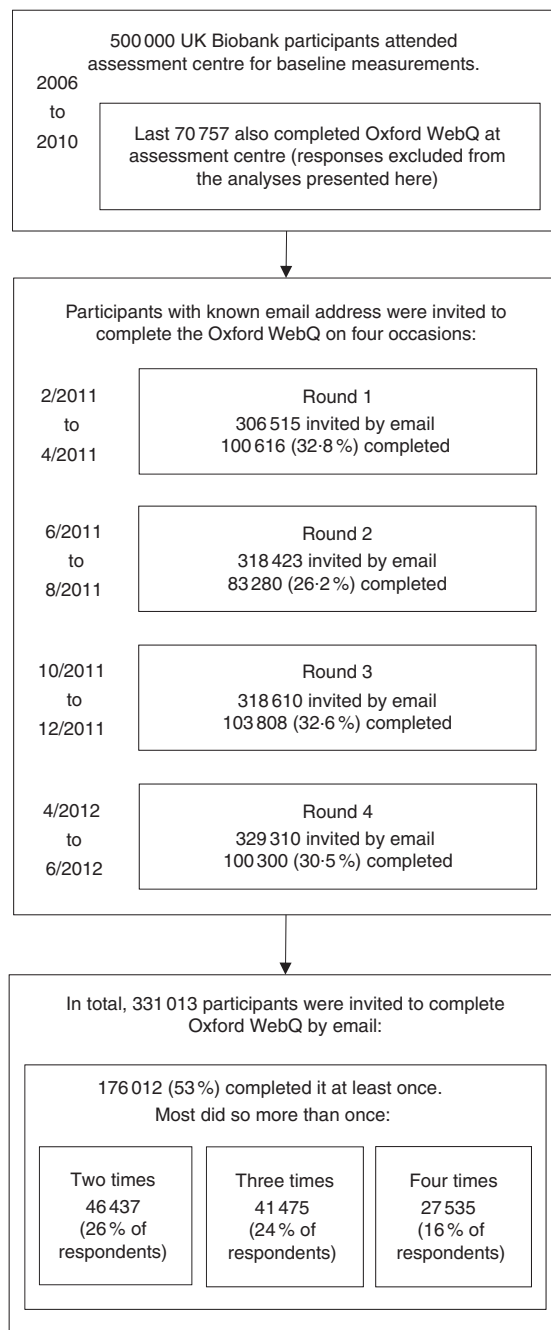 500 000 UK Biobank participants attended
assessment centre for baseline measurements.
2006
to
2010
Last 70 757 also completed Oxford WebQ at
assessment centre (responses excluded from
the analyses presented here)
Participants with known email address were invited to
complete the Oxford WebQ on four occasions:
2/2011
to
4/2011
Round 1
306 515 invited by email
100 616 (32·8 %) completed
6/2011
to
8/2011
Round 2
318 423 invited by email
83 280 (26·2 %) completed
10/2011
to
12/2011
Round 3
318 610 invited by email
103 808 (32·6 %) completed
4/2012
to
6/2012
Round 4
329 310 invited by email
100 300 (30·5 %) completed
In total, 331 013 participants were invited to complete
Oxford WebQ by email:
176 012 (53 %) completed it at least once.
Most did so more than once:
Two times
46 437
(26 % of
respondents)
Three times
41 475
(24 % of
respondents)
Four times
27 535
(16 % of
respondents)